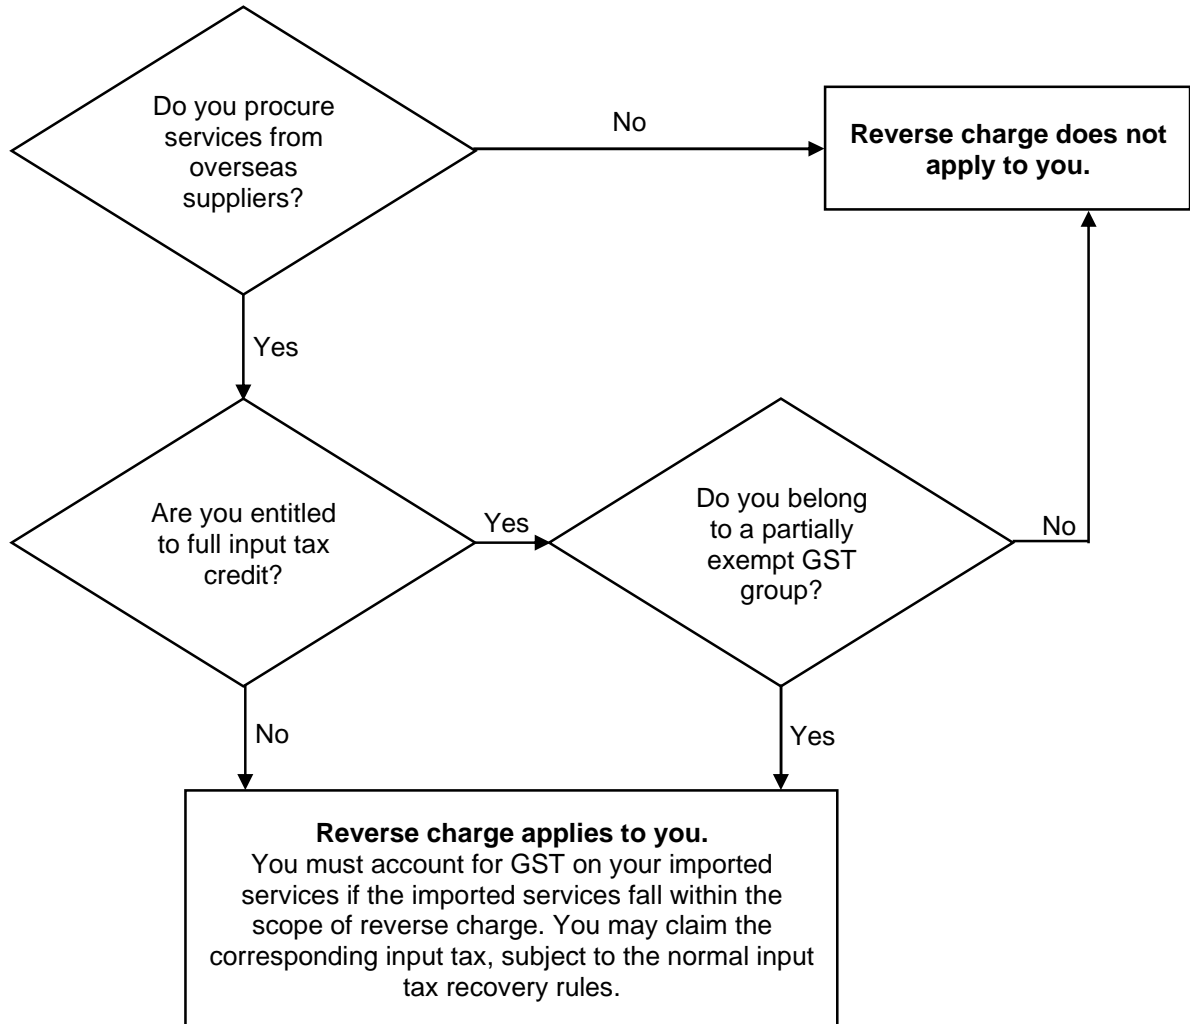 Do you procure
services from
overseas
suppliers?
No
Reverse charge does not
apply to you.
Yes
Are you entitled
to full input tax
credit?
Yes
Do you belong
to a partially
exempt GST
group?
No
No
Yes
Reverse charge applies to you.
You must account for GST on your imported
services if the imported services fall within the
scope of reverse charge. You may claim the
corresponding input tax, subject to the normal input
tax recovery rules.